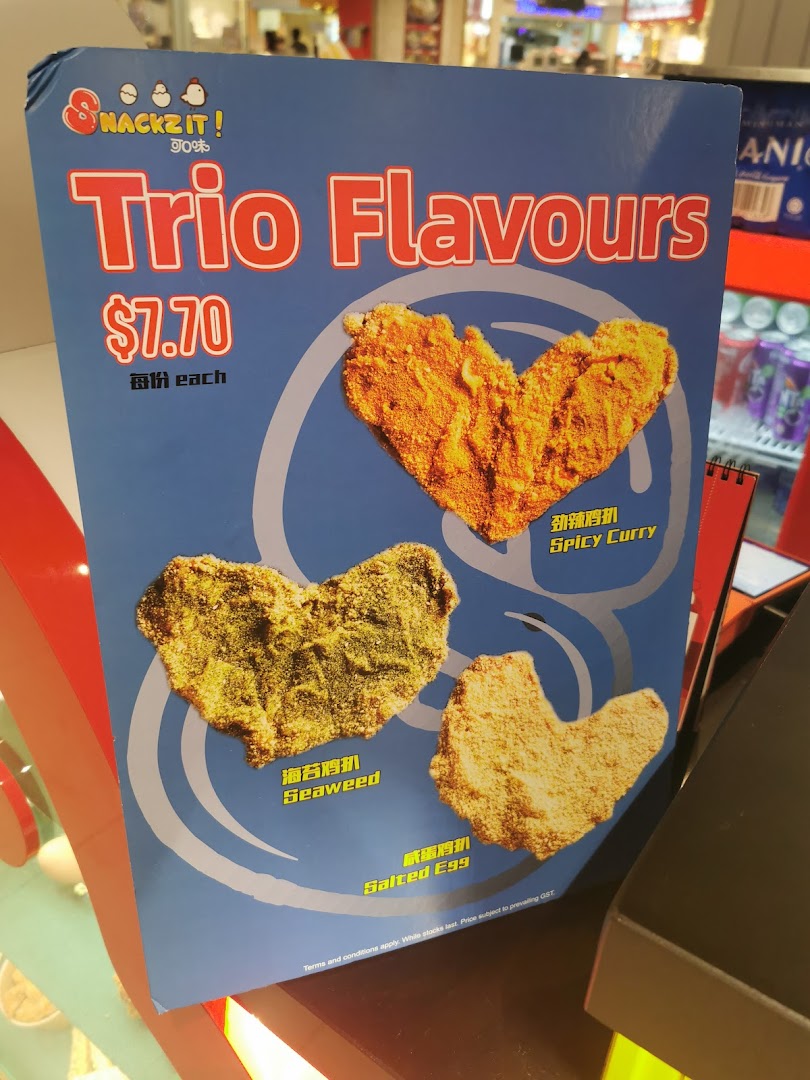 SNACKZ IT!
可口味
Trio Flavours
$7.70
每份 each
劲辣鸡扒
Spicy Curry
海苔鸡扒
Seaweed
咸蛋鸡扒
Salted Egg
Terms and conditions apply. While stocks last. Price subject to prevailing GST.